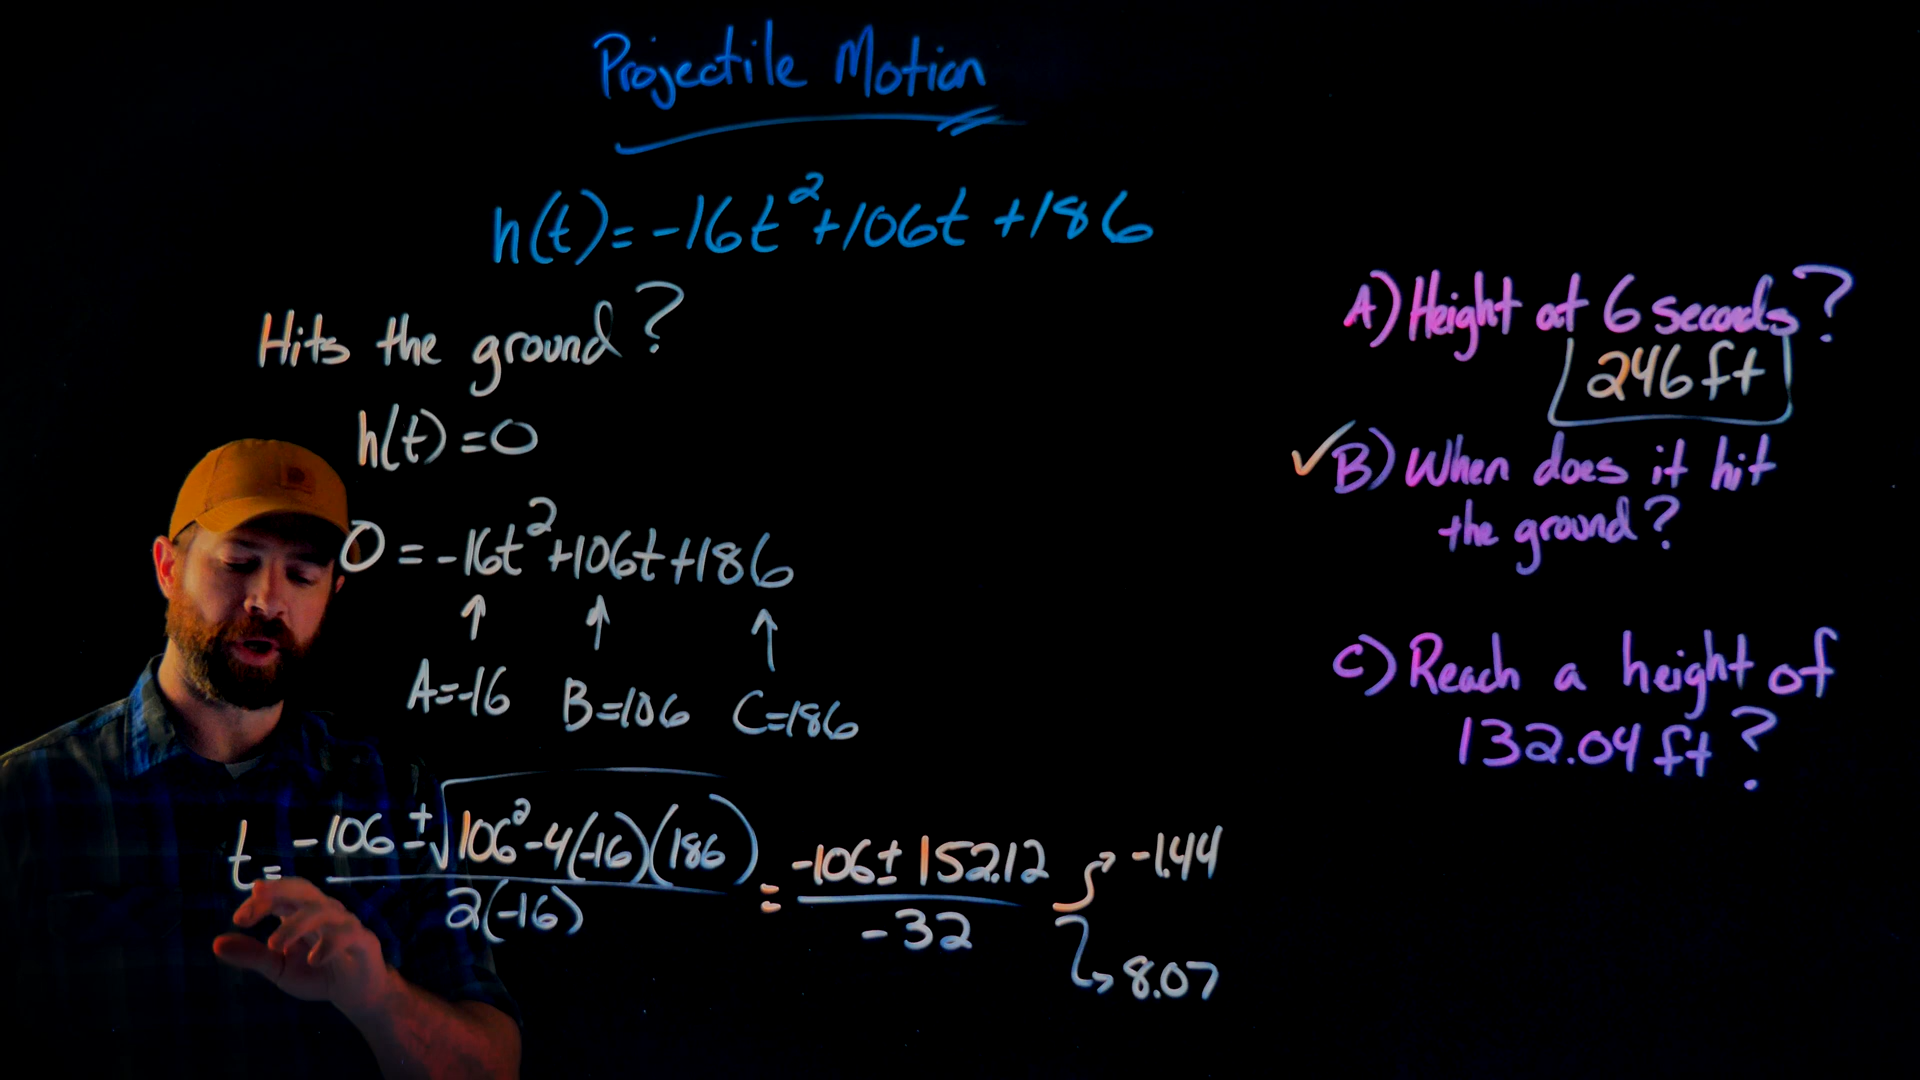 Projectile Motion
h(t)=-16t²+106t+186
Hits the ground?
h(t)=0
0=-16t²+106t+186
A=-16 B=106 C=186
t= -106±√106²-4(-16)(186) / 2(-16) = -106±152.12 / -32 → -1.44
→ 8.07
A) Height at 6 seconds?
246ft
✓B) When does it hit
the ground?
C) Reach a height of
132.04 ft?